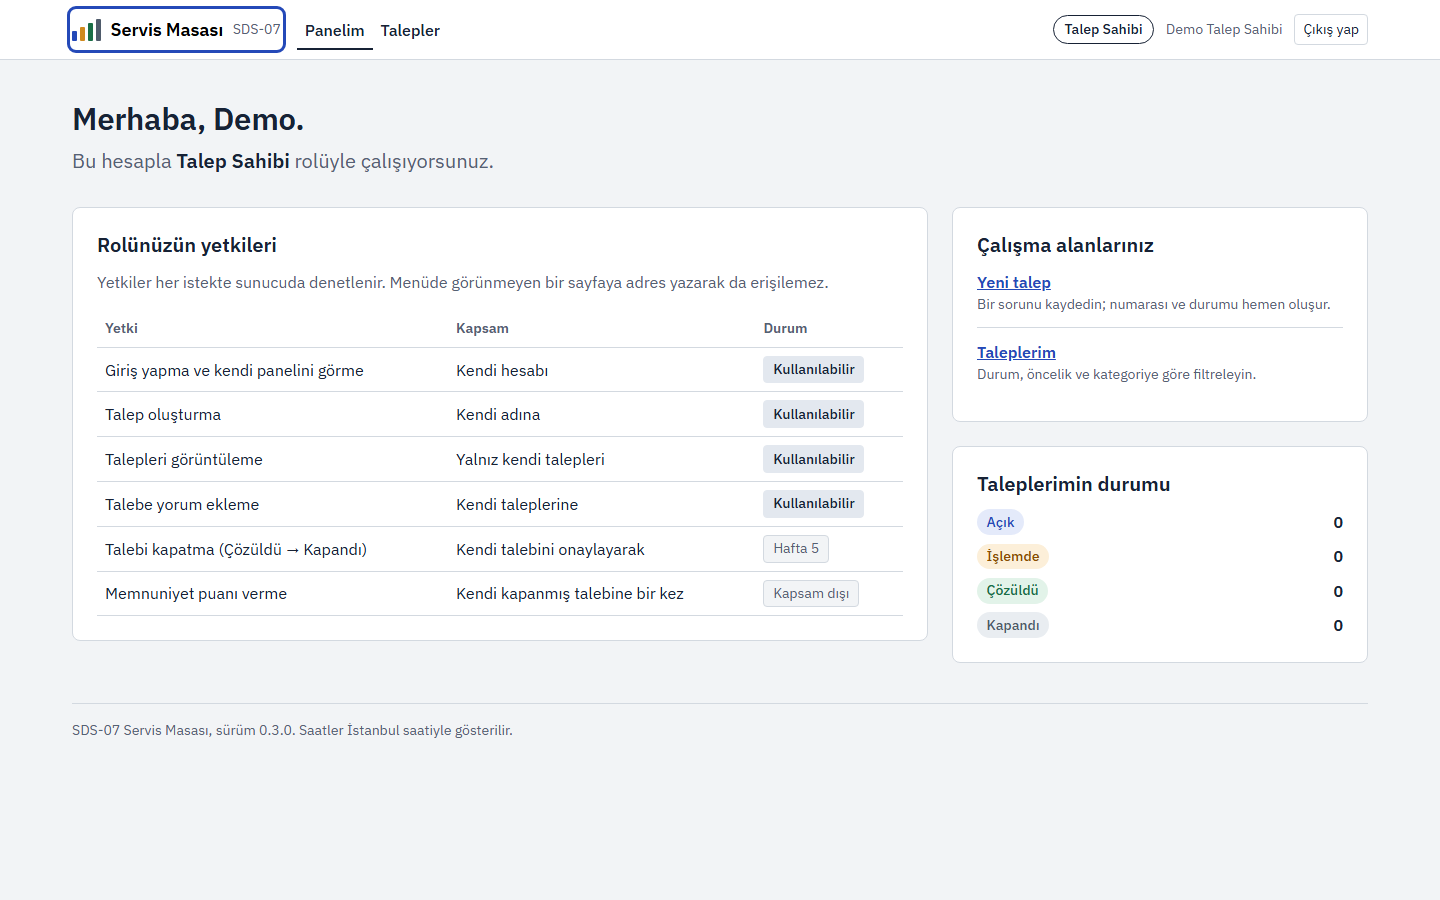 Servis Masası SDS-07 Panelim Talepler Talep Sahibi Demo Talep Sahibi Çıkış yap
Merhaba, Demo.
Bu hesapla Talep Sahibi rolüyle çalışıyorsunuz.
Rolünüzün yetkileri
Yetkiler her istekte sunucuda denetlenir. Menüde görünmeyen bir sayfaya adres yazarak da erişilemez.
Yetki Kapsam Durum
Giriş yapma ve kendi panelini görme Kendi hesabı Kullanılabilir
Talep oluşturma Kendi adına Kullanılabilir
Talepleri görüntüleme Yalnız kendi talepleri Kullanılabilir
Talebe yorum ekleme Kendi taleplerine Kullanılabilir
Talebi kapatma (Çözüldü → Kapandı) Kendi talebini onaylayarak Hafta 5
Memnuniyet puanı verme Kendi kapanmış talebine bir kez Kapsam dışı
Çalışma alanlarınız
Yeni talep
Bir sorunu kaydedin; numarası ve durumu hemen oluşur.
Taleplerim
Durum, öncelik ve kategoriye göre filtreleyin.
Taleplerimin durumu
Açık 0
İşlemde 0
Çözüldü 0
Kapandı 0
SDS-07 Servis Masası, sürüm 0.3.0. Saatler İstanbul saatiyle gösterilir.